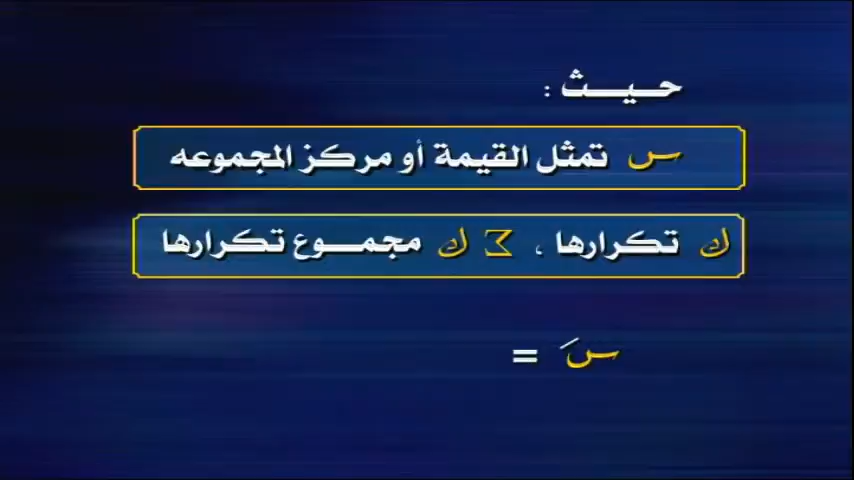 حيث :
س تمثل القيمة أو مركز المجموعه
ك تكرارها ، Σ ك مجموع تكرارها
سَ =